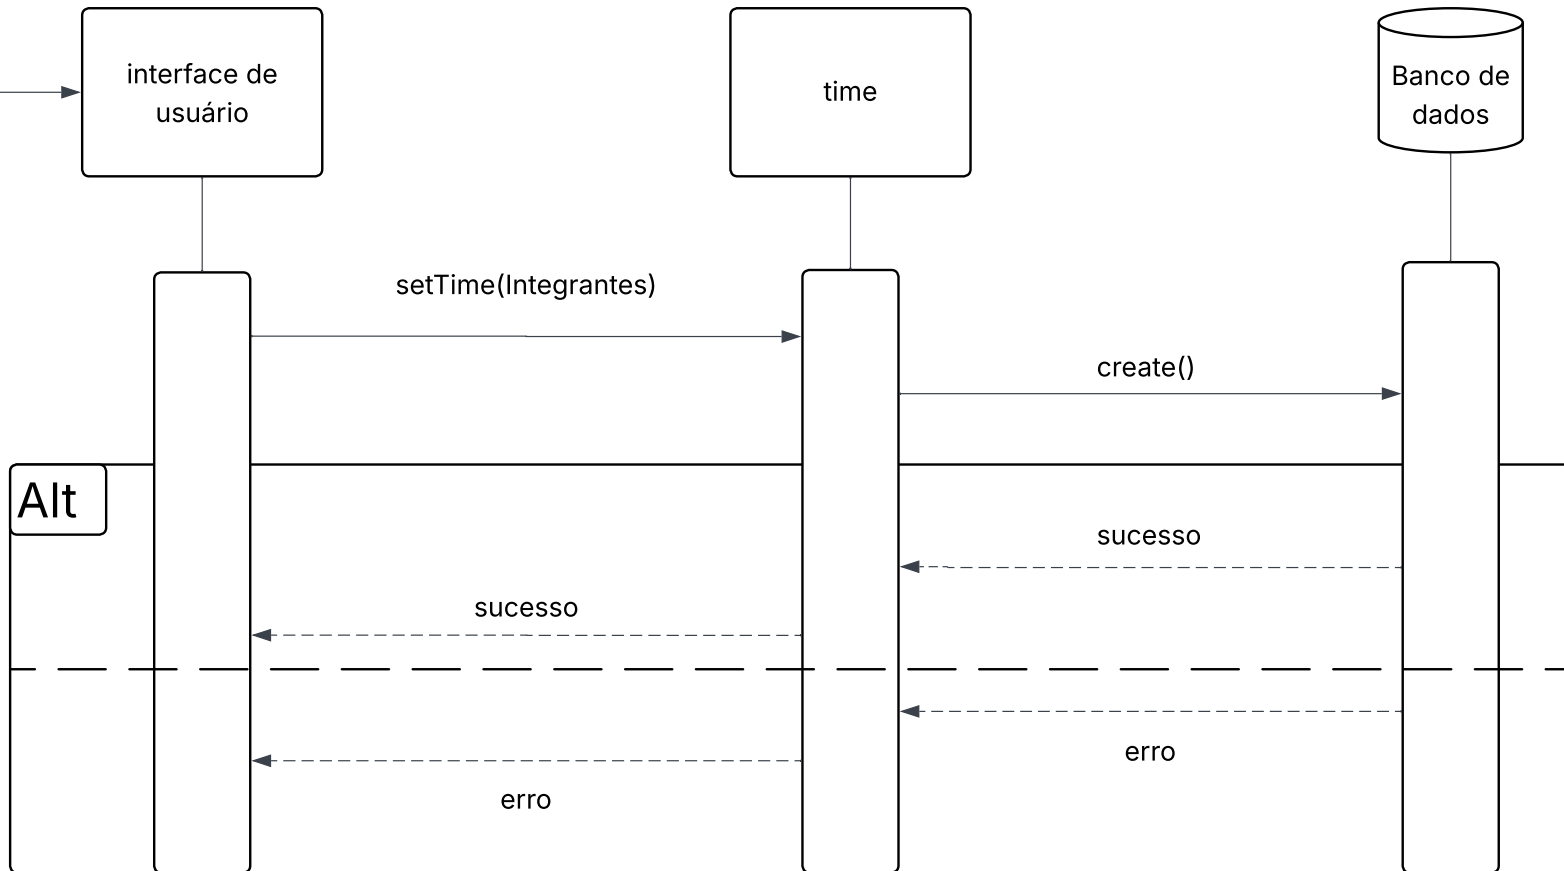 interface de
usuário
time
Banco de
dados
setTime(Integrantes)
create()
Alt
sucesso
sucesso
erro
erro